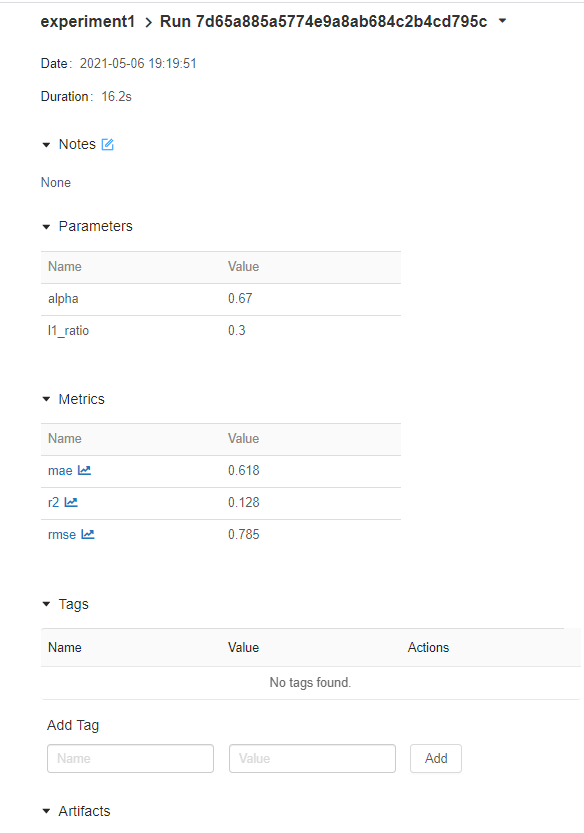 experiment1 > Run 7d65a885a5774e9a8ab684c2b4cd795c
Date: 2021-05-06 19:19:51
Duration: 16.2s
Notes
None
Parameters
Name Value
alpha 0.67
l1_ratio 0.3
Metrics
Name Value
mae 0.618
r2 0.128
rmse 0.785
Tags
Name Value Actions
No tags found.
Add Tag
Name Value Add
Artifacts